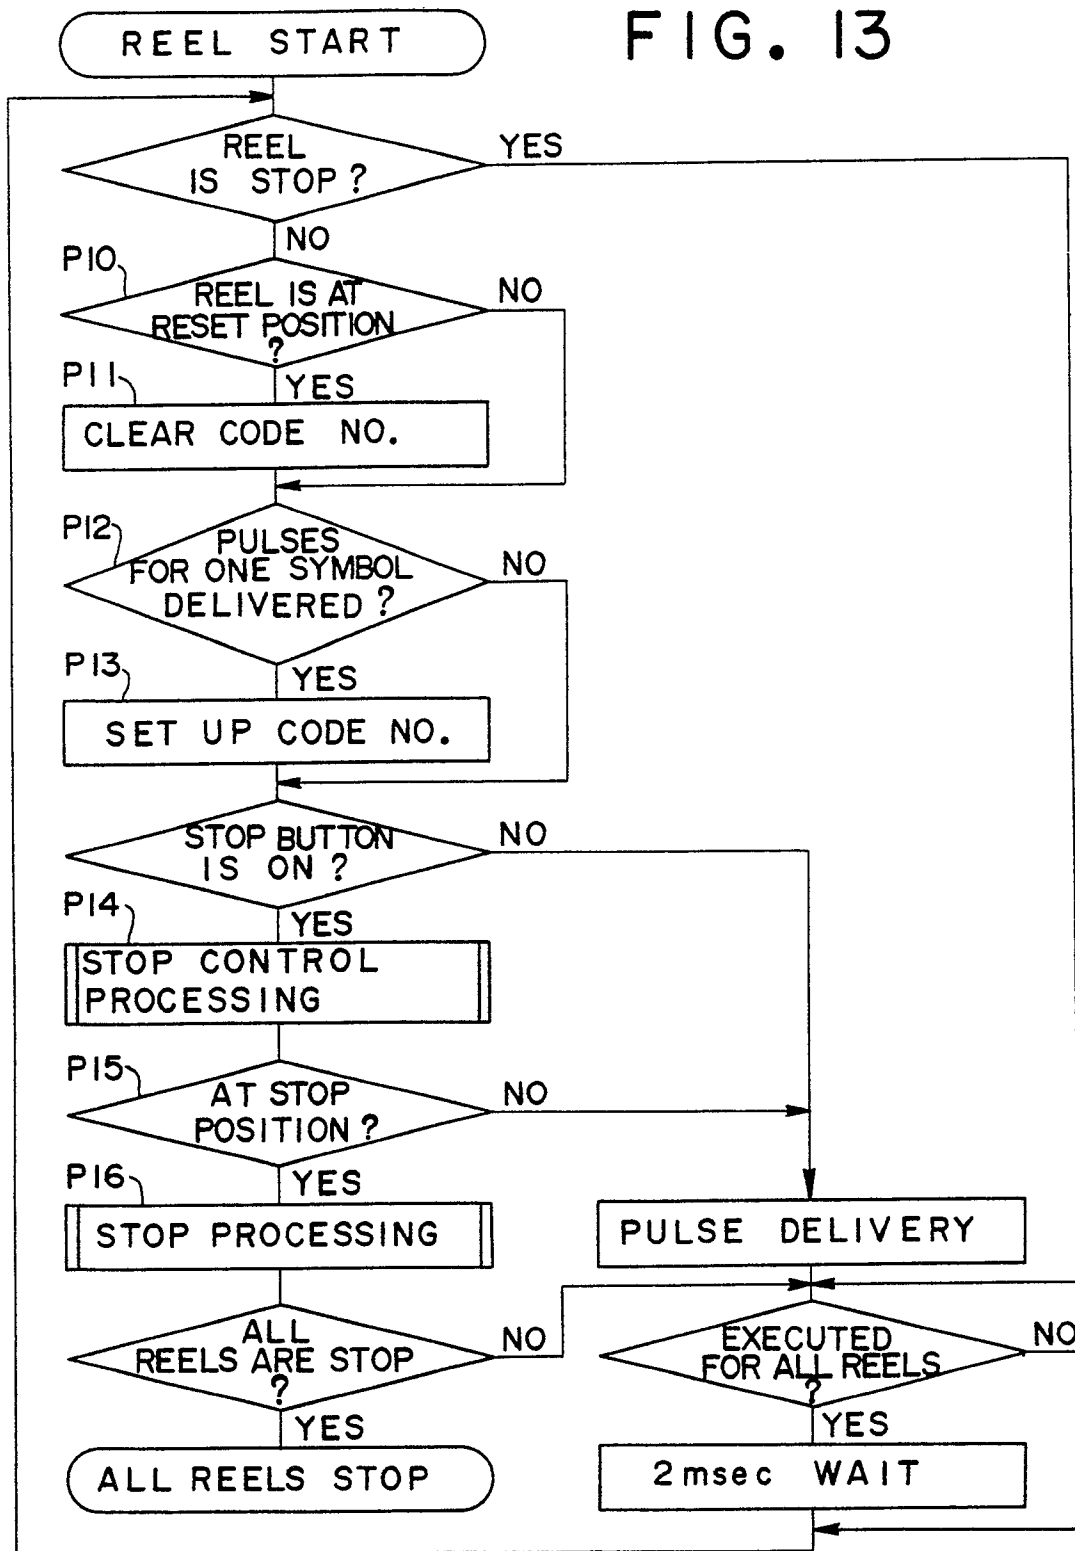 FIG. 13
REEL START
REEL
IS STOP ?
YES
NO
P10
REEL IS AT
RESET POSITION
?
NO
YES
P11
CLEAR CODE NO.
P12
PULSES
FOR ONE SYMBOL
DELIVERED ?
NO
YES
P13
SET UP CODE NO.
STOP BUTTON
IS ON ?
NO
YES
P14
STOP CONTROL
PROCESSING
P15
AT STOP
POSITION ?
NO
YES
P16
STOP PROCESSING
PULSE DELIVERY
ALL
REELS ARE STOP
?
NO
YES
EXECUTED
FOR ALL REELS
?
NO
YES
ALL REELS STOP
2msec WAIT